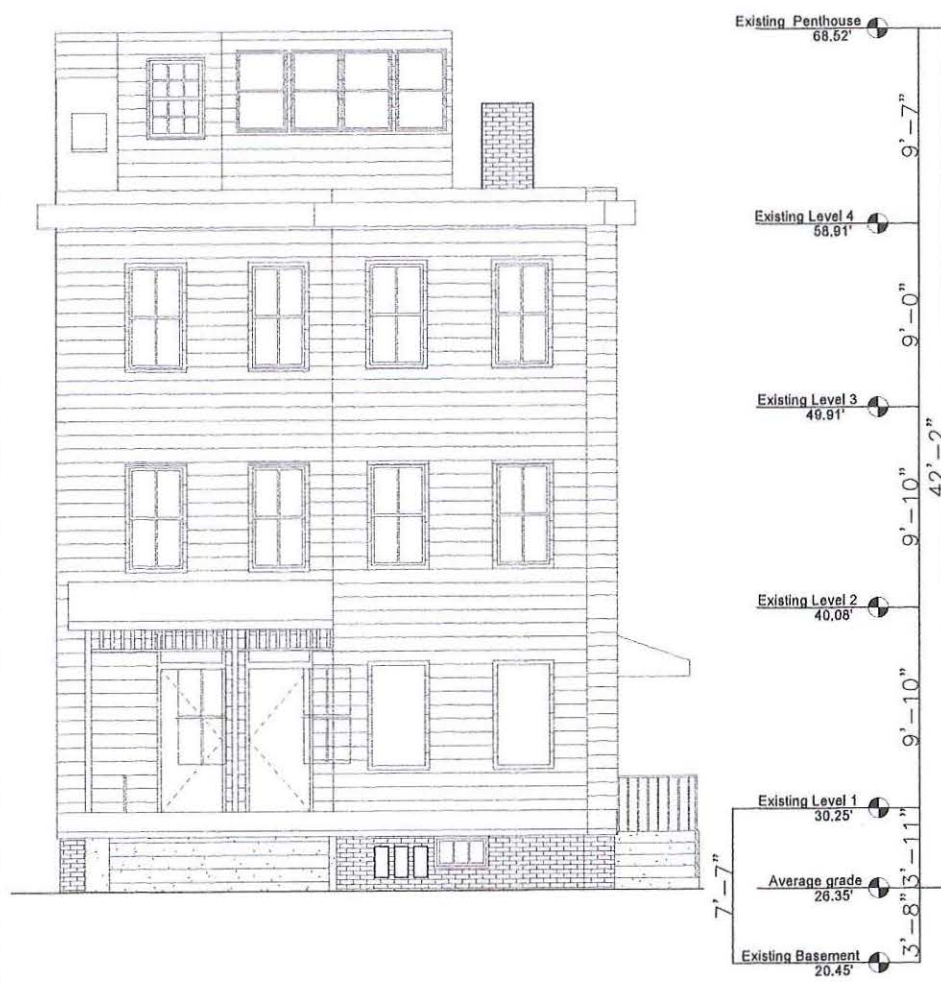 Existing Penthouse
68.52'
9'-7"
Existing Level 4
58.91'
9'-0"
Existing Level 3
49.91'
42'-2"
9'-10"
Existing Level 2
40.08'
9'-10"
Existing Level 1
30.25'
3'-11"
7'-7"
Average grade
26.35'
3'-8"
Existing Basement
20.45'